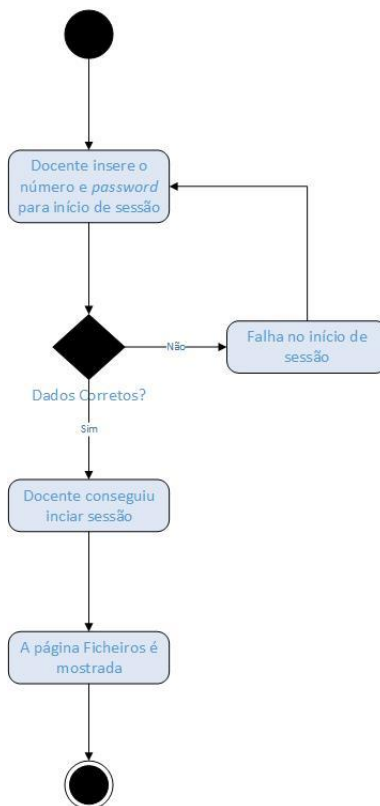 Docente insere o
número e password
para início de sessão
Não
Falha no início de
sessão
Dados Corretos?
Sim
Docente conseguiu
inciar sessão
A página Ficheiros é
mostrada